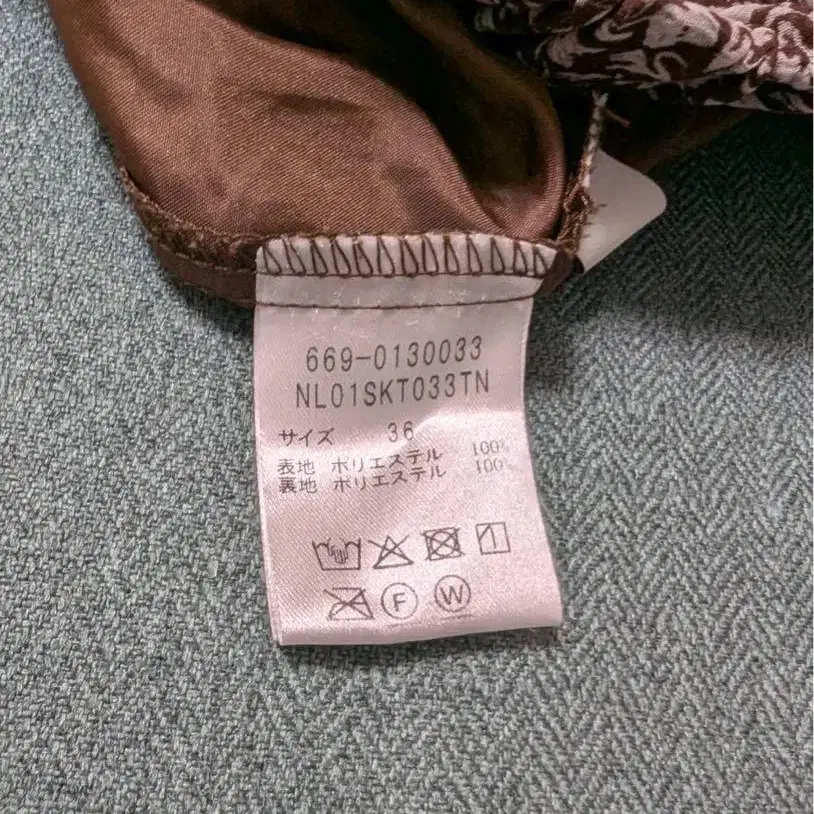 669-0130033
NL01SKT033TN
サイズ 36
表地 ポリエステル 100%
裏地 ポリエステル 100%
F W